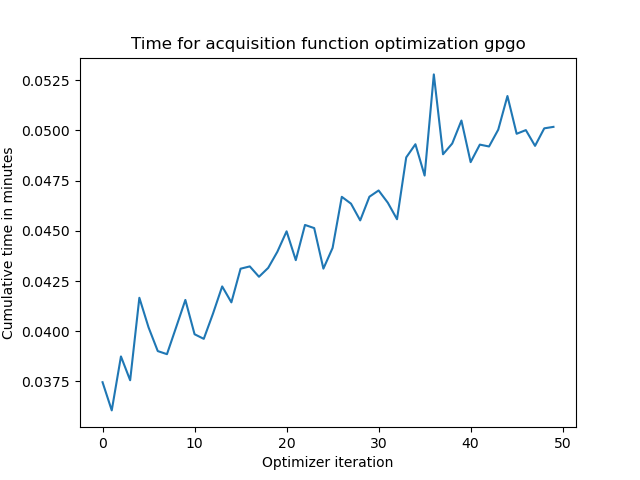 Time for acquisition function optimization gpgo
0.0525
0.0500
0.0475
0.0450
0.0425
0.0400
0.0375
Cumulative time in minutes
0 10 20 30 40 50
Optimizer iteration